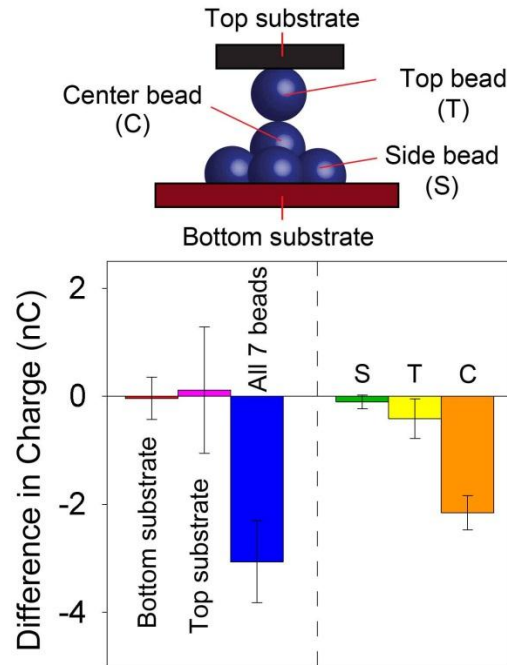 Top substrate
Center bead
(C)
Top bead
(T)
Side bead
(S)
Bottom substrate
Difference in Charge (nC)
2
0
-2
-4
Bottom substrate
Top substrate
All 7 beads
S T C